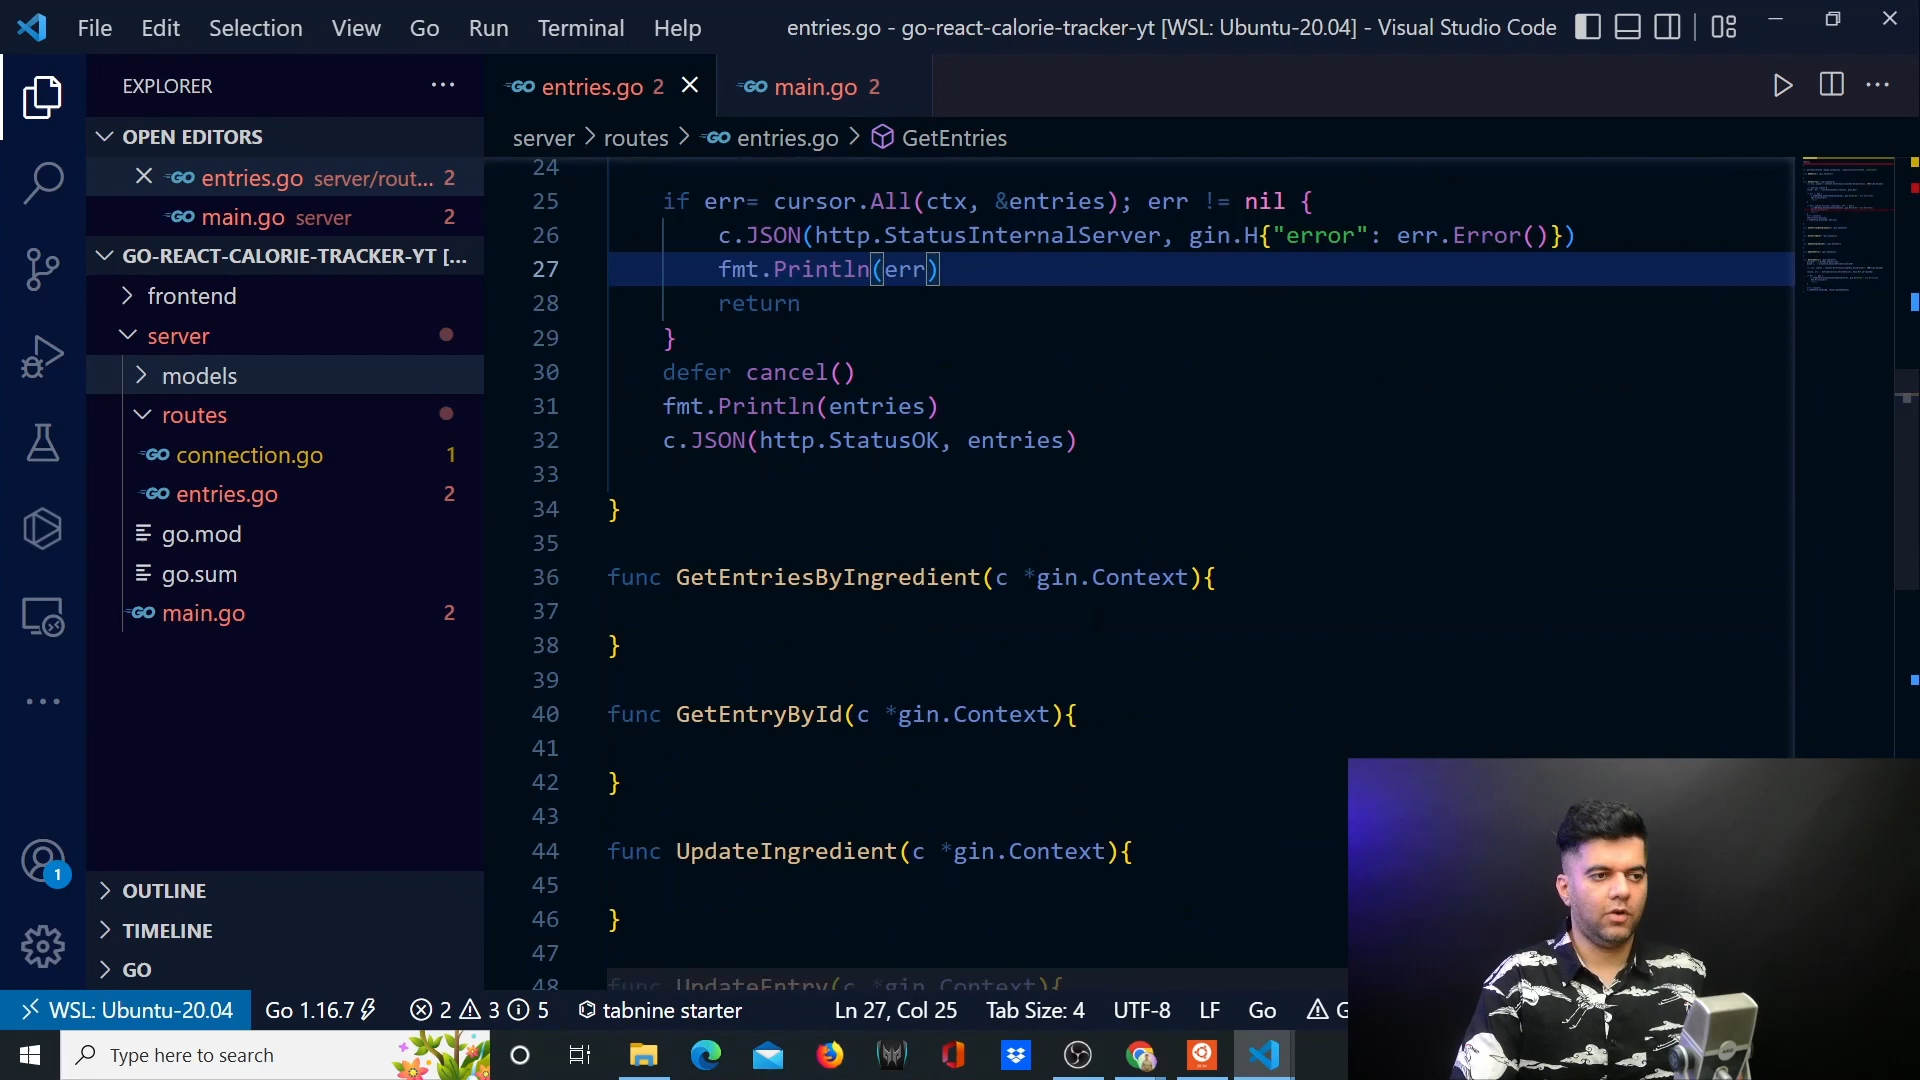 File Edit Selection View Go Run Terminal Help
entries.go - go-react-calorie-tracker-yt [WSL: Ubuntu-20.04] - Visual Studio Code
EXPLORER
OPEN EDITORS
entries.go server/rout... 2
main.go server 2
GO-REACT-CALORIE-TRACKER-YT [...
frontend
server
models
routes
connection.go 1
entries.go 2
go.mod
go.sum
main.go 2
OUTLINE
TIMELINE
GO
1
entries.go 2
main.go 2
server > routes > entries.go > GetEntries
24
25 if err= cursor.All(ctx, &entries); err != nil {
26 c.JSON(http.StatusInternalServer, gin.H{"error": err.Error()})
27 fmt.Println(err)
28 return
29 }
30 defer cancel()
31 fmt.Println(entries)
32 c.JSON(http.StatusOK, entries)
33
34 }
35
36 func GetEntriesByIngredient(c *gin.Context){
37
38 }
39
40 func GetEntryById(c *gin.Context){
41
42 }
43
44 func UpdateIngredient(c *gin.Context){
45
46 }
47
48 func UpdateEntry(c *gin.Context){
WSL: Ubuntu-20.04 Go 1.16.7 2 3 5 tabnine starter Ln 27, Col 25 Tab Size: 4 UTF-8 LF Go G
Type here to search